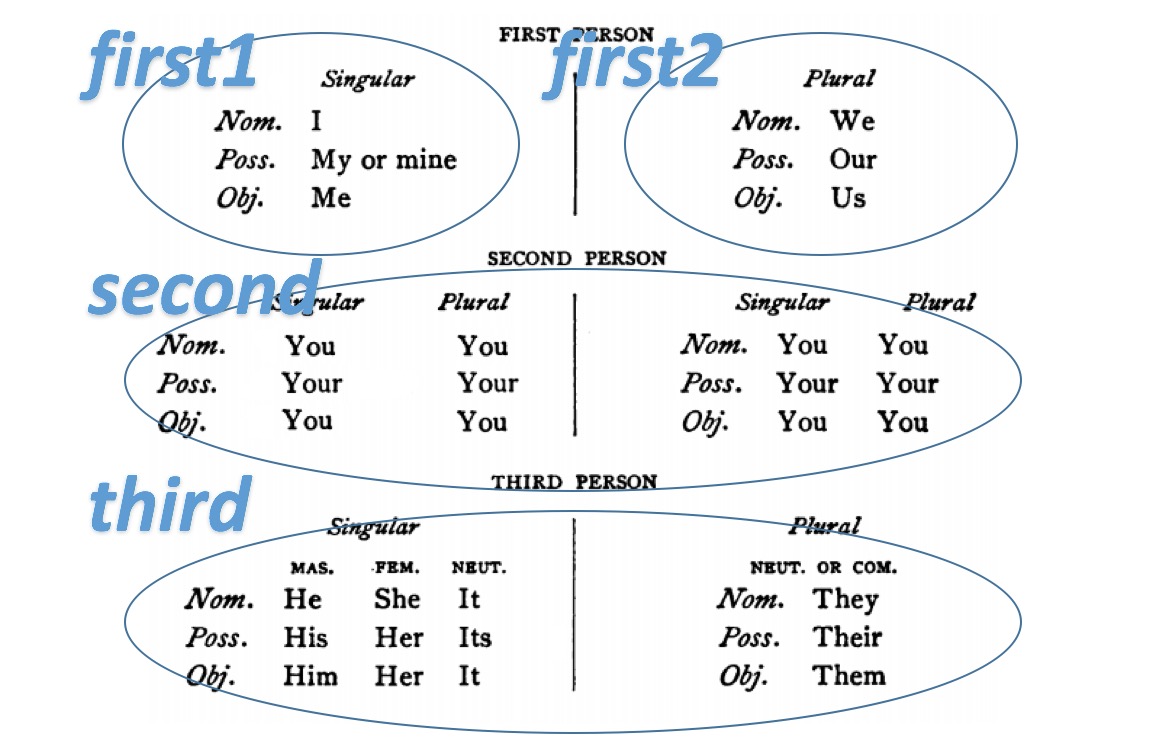 FIRST PERSON
first1 first2
Singular Plural
Nom. I Nom. We
Poss. My or mine Poss. Our
Obj. Me Obj. Us
SECOND PERSON
second
Singular Plural Singular Plural
Nom. You You Nom. You You
Poss. Your Your Poss. Your Your
Obj. You You Obj. You You
THIRD PERSON
third
Singular Plural
MAS. FEM. NEUT. NEUT. OR COM.
Nom. He She It Nom. They
Poss. His Her Its Poss. Their
Obj. Him Her It Obj. Them